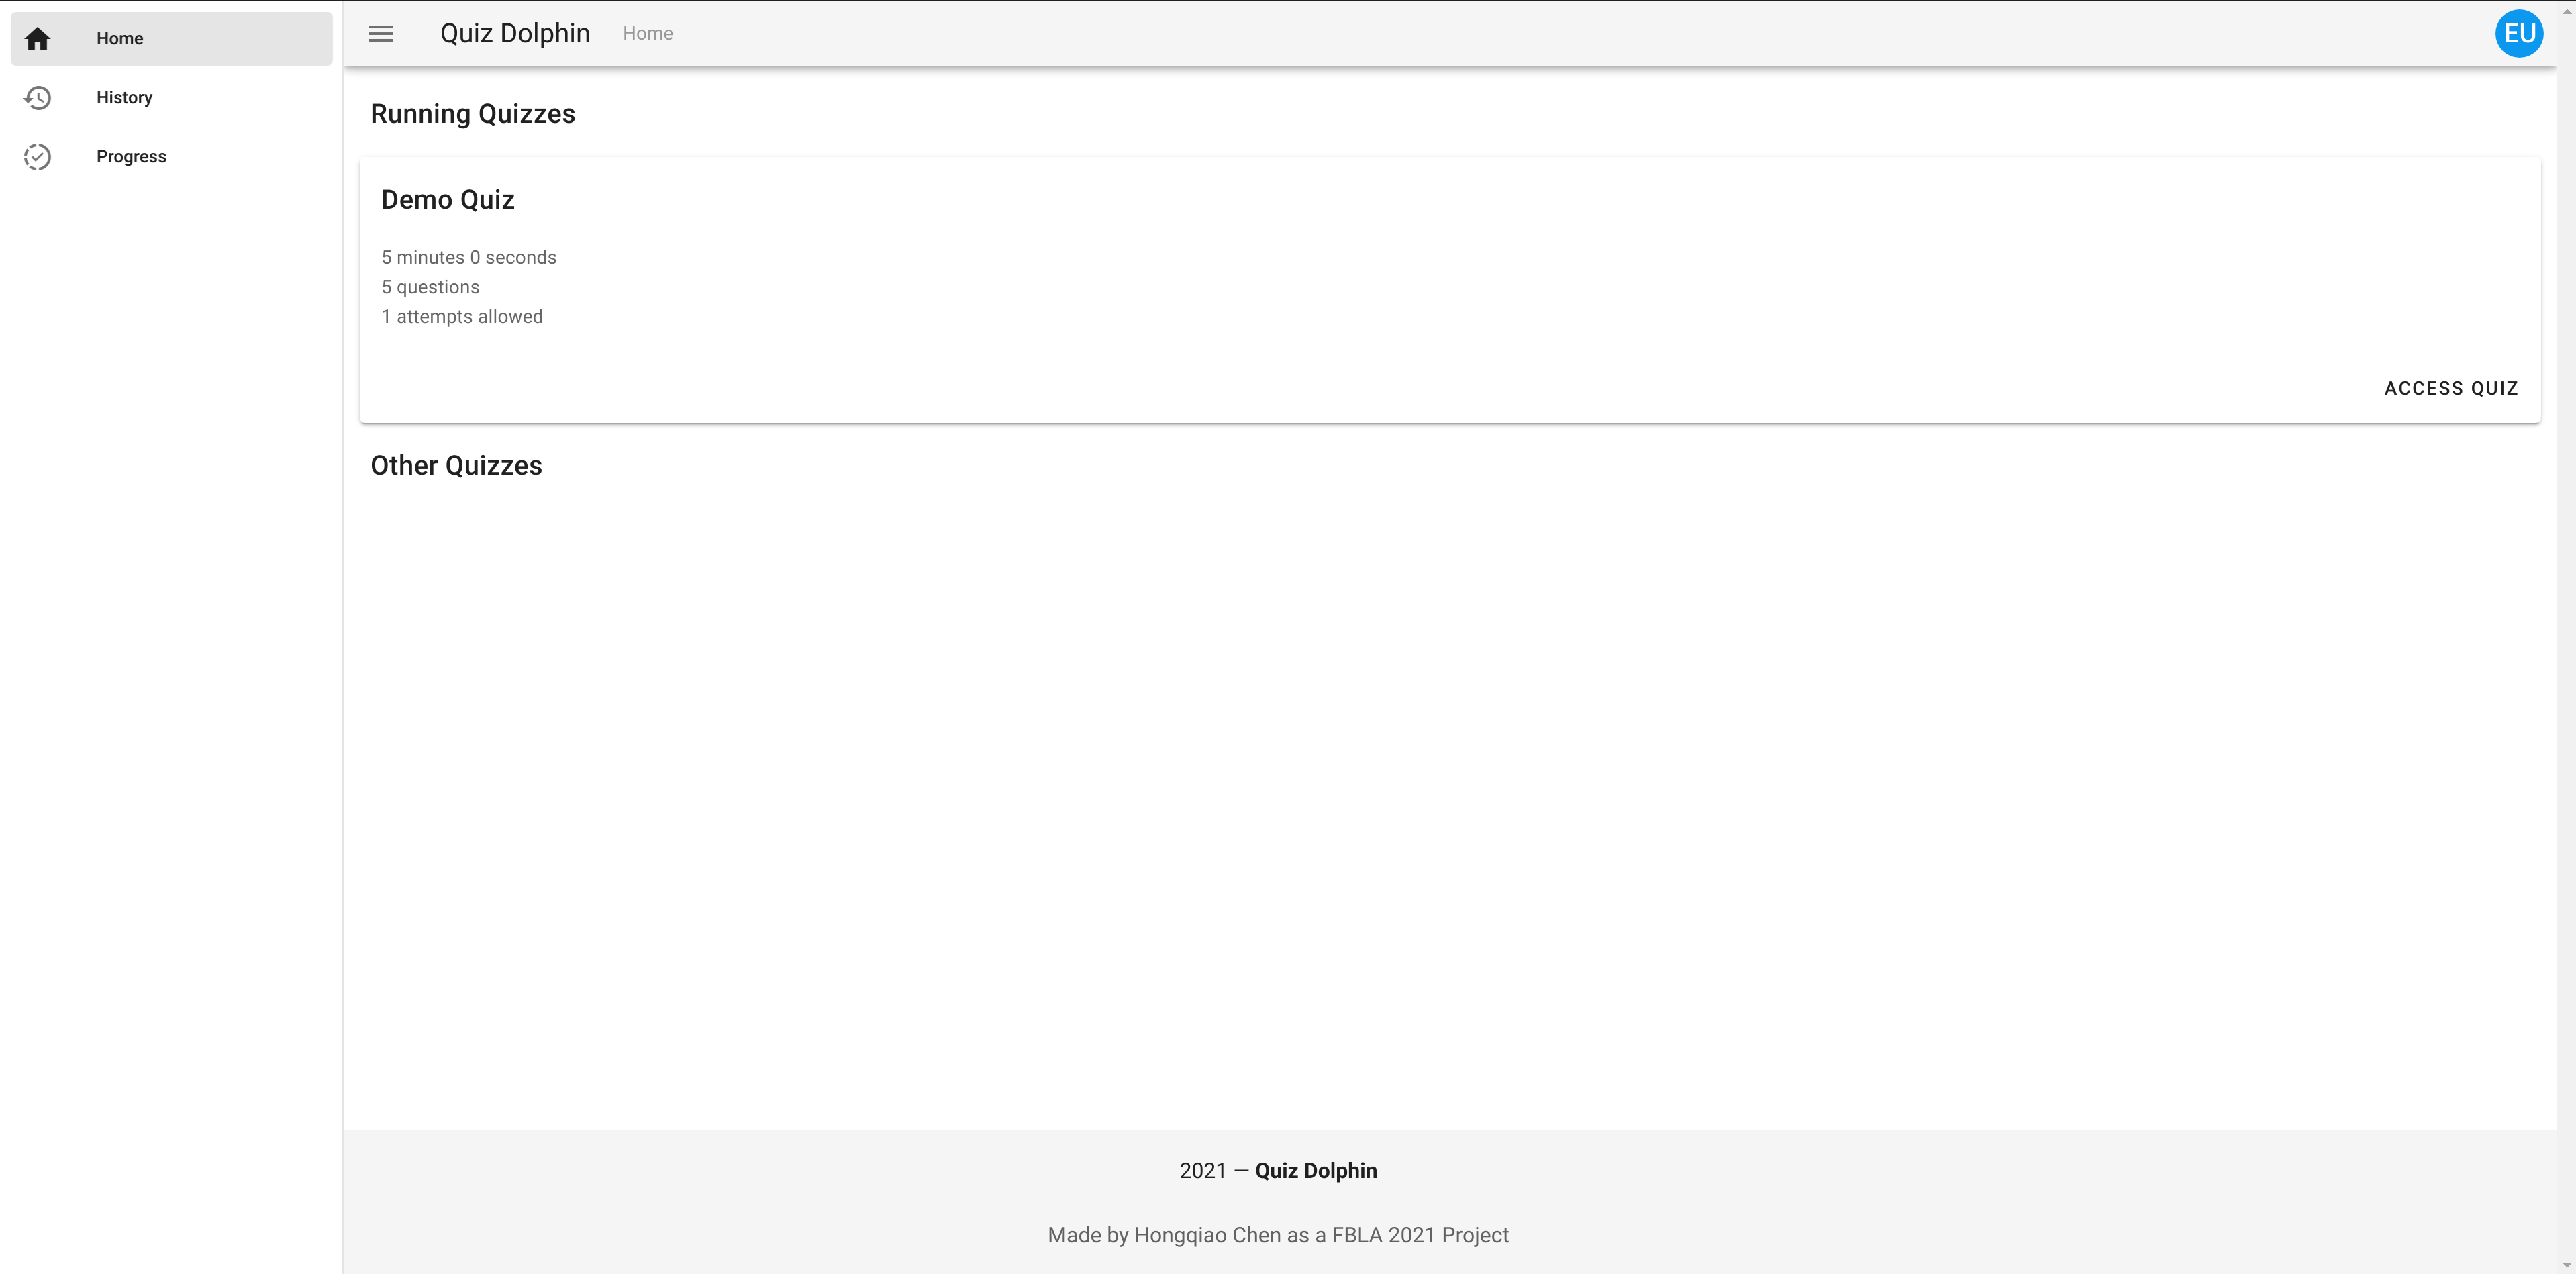 Home
History
Progress
Quiz Dolphin Home
EU
Running Quizzes
Demo Quiz
5 minutes 0 seconds
5 questions
1 attempts allowed
ACCESS QUIZ
Other Quizzes
2021 — Quiz Dolphin
Made by Hongqiao Chen as a FBLA 2021 Project